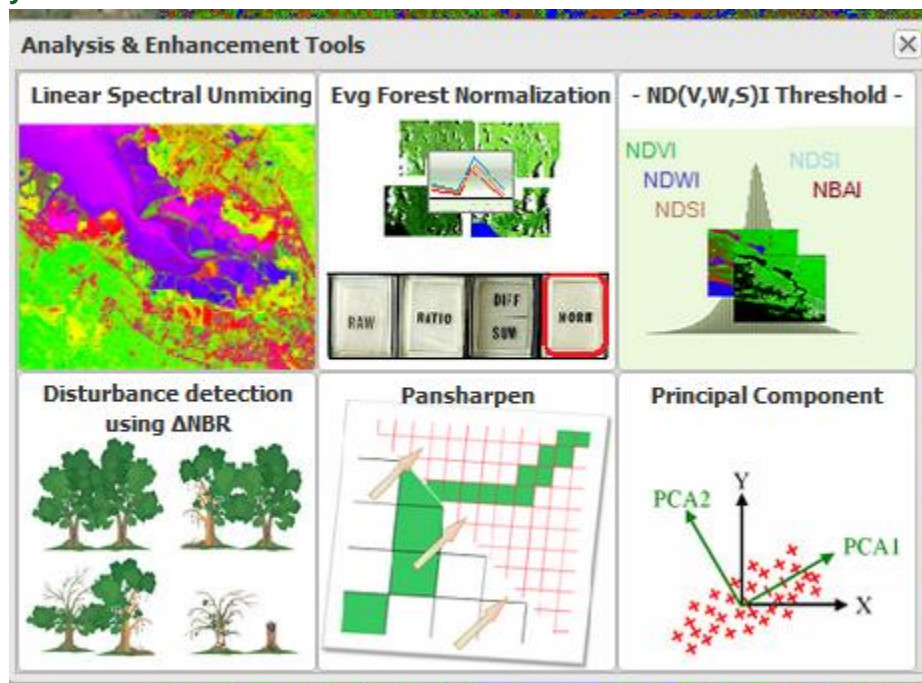 Analysis & Enhancement Tools
Linear Spectral Unmixing
Evg Forest Normalization
RAW
RATIO
DIFF
SUM
NORM
- ND(V,W,S)I Threshold -
NDVI
NDSI
NDWI
NBAI
NDSI
Disturbance detection
using ΔNBR
Pansharpen
Principal Component
Y
PCA2
PCA1
X